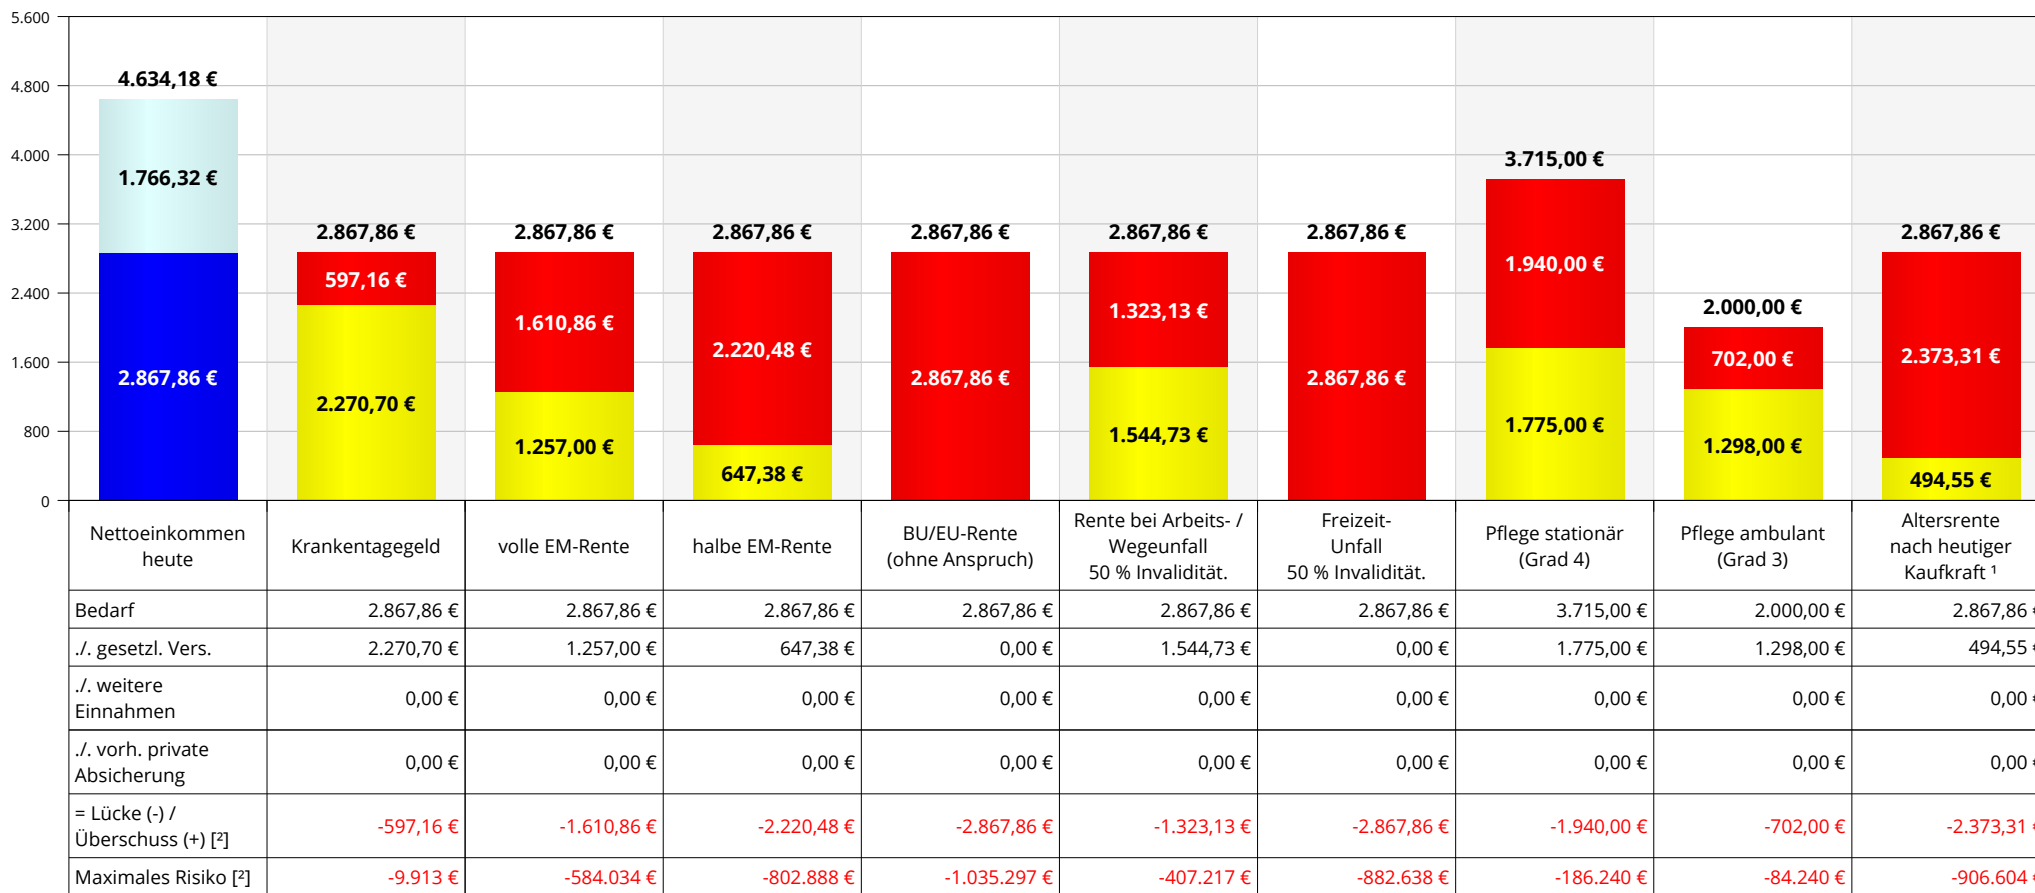 5.600
4.800
4.000
3.200
2.400
1.600
800
0
4.634,18 €
1.766,32 €
2.867,86 €
2.867,86 €
597,16 €
2.270,70 €
2.867,86 €
1.610,86 €
1.257,00 €
2.867,86 €
2.220,48 €
647,38 €
2.867,86 €
2.867,86 €
2.867,86 €
1.323,13 €
1.544,73 €
2.867,86 €
2.867,86 €
3.715,00 €
1.940,00 €
1.775,00 €
2.000,00 €
702,00 €
1.298,00 €
2.867,86 €
2.373,31 €
494,55 €
Nettoeinkommen
heute
Krankentagegeld
volle EM-Rente
halbe EM-Rente
BU/EU-Rente
(ohne Anspruch)
Rente bei Arbeits- /
Wegeunfall
50 % Invalidität.
Freizeit-
Unfall
50 % Invalidität.
Pflege stationär
(Grad 4)
Pflege ambulant
(Grad 3)
Altersrente
nach heutiger
Kaufkraft ¹
Bedarf 2.867,86 € 2.867,86 € 2.867,86 € 2.867,86 € 2.867,86 € 2.867,86 € 3.715,00 € 2.000,00 € 2.867,86 €
./. gesetzl. Vers. 2.270,70 € 1.257,00 € 647,38 € 0,00 € 1.544,73 € 0,00 € 1.775,00 € 1.298,00 € 494,55 €
./. weitere
Einnahmen
0,00 € 0,00 € 0,00 € 0,00 € 0,00 € 0,00 € 0,00 € 0,00 € 0,00 €
./. vorh. private
Absicherung
0,00 € 0,00 € 0,00 € 0,00 € 0,00 € 0,00 € 0,00 € 0,00 € 0,00 €
= Lücke (-) /
Überschuss (+) [²]
-597,16 € -1.610,86 € -2.220,48 € -2.867,86 € -1.323,13 € -2.867,86 € -1.940,00 € -702,00 € -2.373,31 €
Maximales Risiko [²] -9.913 € -584.034 € -802.888 € -1.035.297 € -407.217 € -882.638 € -186.240 € -84.240 € -906.604 €